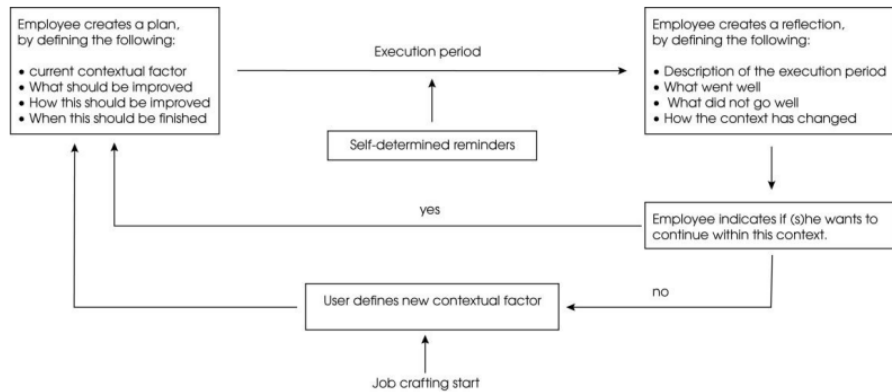 Employee creates a plan,
by defining the following:
• current contextual factor
• What should be improved
• How this should be improved
• When this should be finished
Execution period
Self-determined reminders
Employee creates a reflection,
by defining the following:
• Description of the execution period
• What went well
• What did not go well
• How the context has changed
yes
Employee indicates if (s)he wants to
continue within this context.
no
User defines new contextual factor
Job crafting start